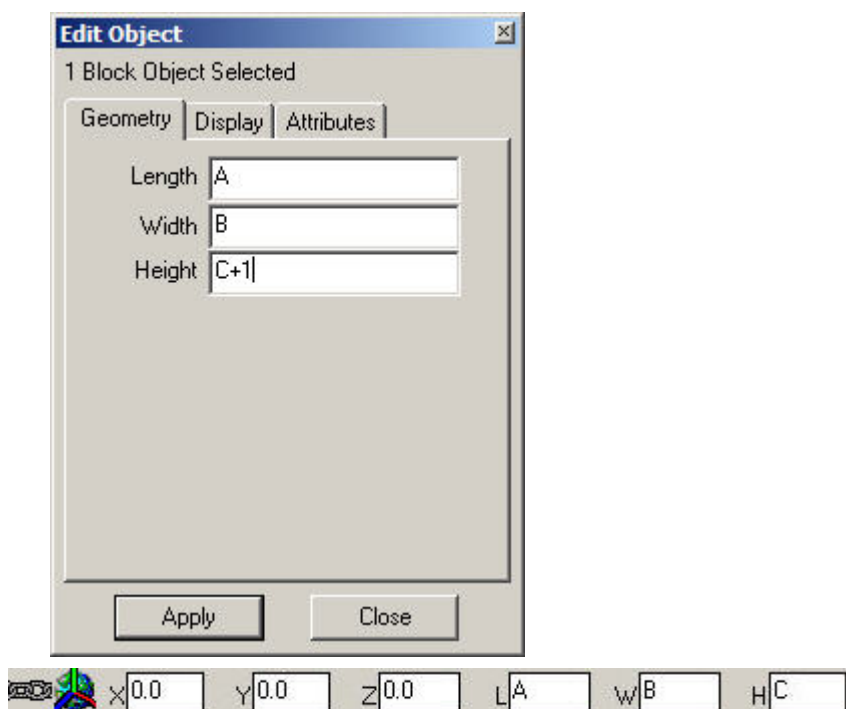 Edit Object
1 Block Object Selected
Geometry Display Attributes
Length A
Width B
Height C+1
Apply Close
X 0.0 Y 0.0 Z 0.0 L A W B H C